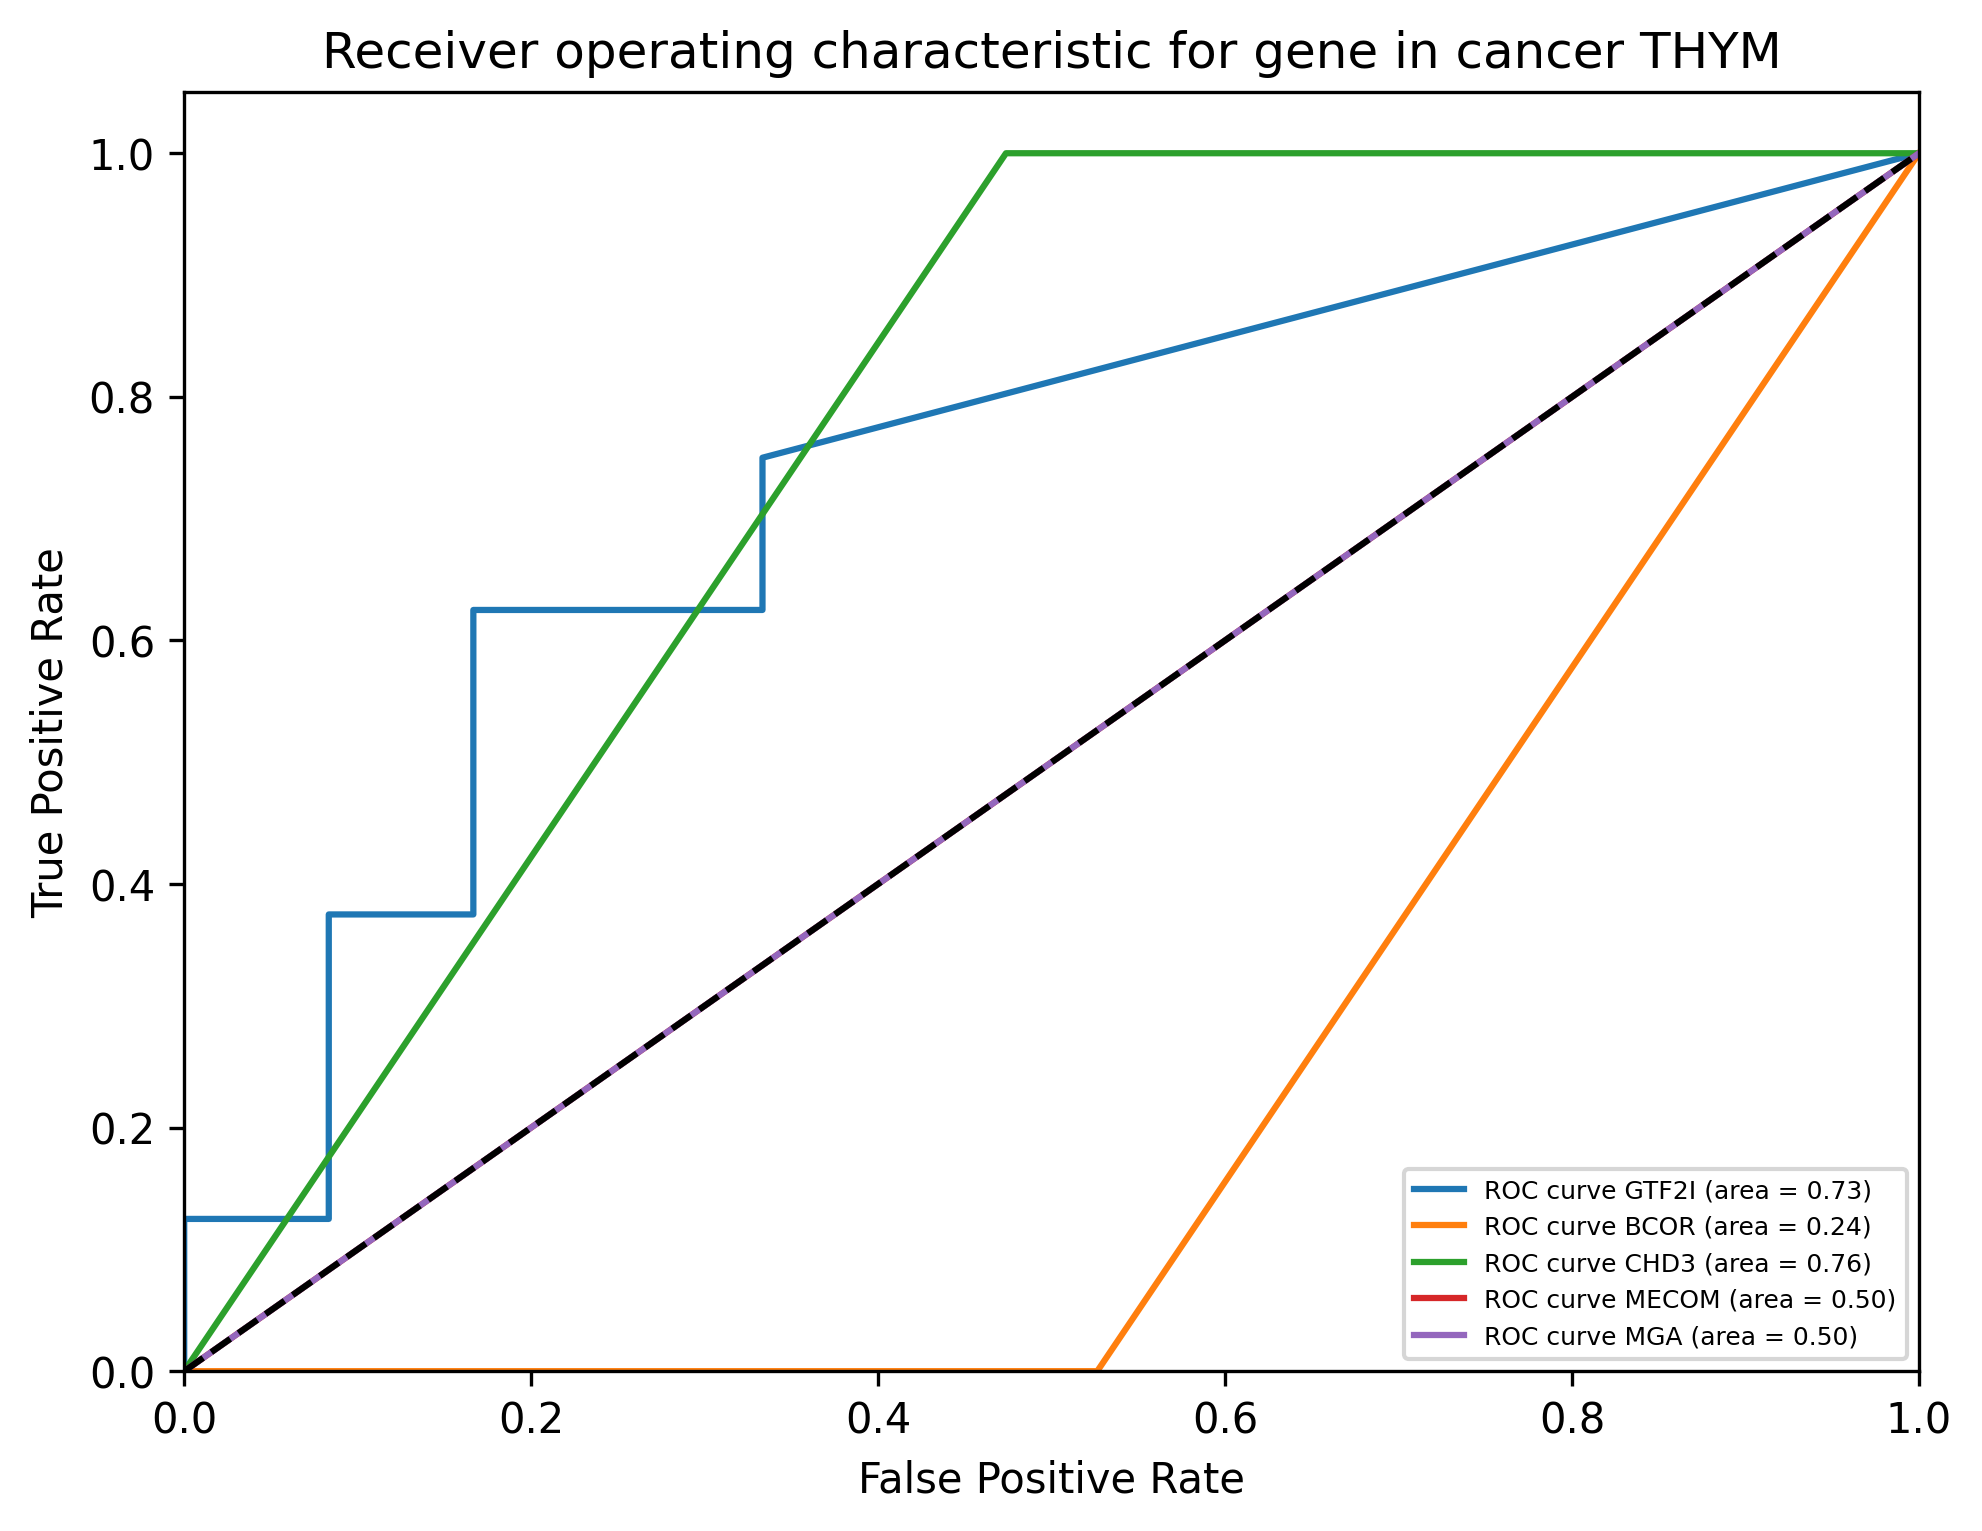 Receiver operating characteristic for gene in cancer THYM
1.0
0.8
0.6
0.4
0.2
0.0
True Positive Rate
0.0 0.2 0.4 0.6 0.8 1.0
False Positive Rate
ROC curve GTF2I (area = 0.73)
ROC curve BCOR (area = 0.24)
ROC curve CHD3 (area = 0.76)
ROC curve MECOM (area = 0.50)
ROC curve MGA (area = 0.50)